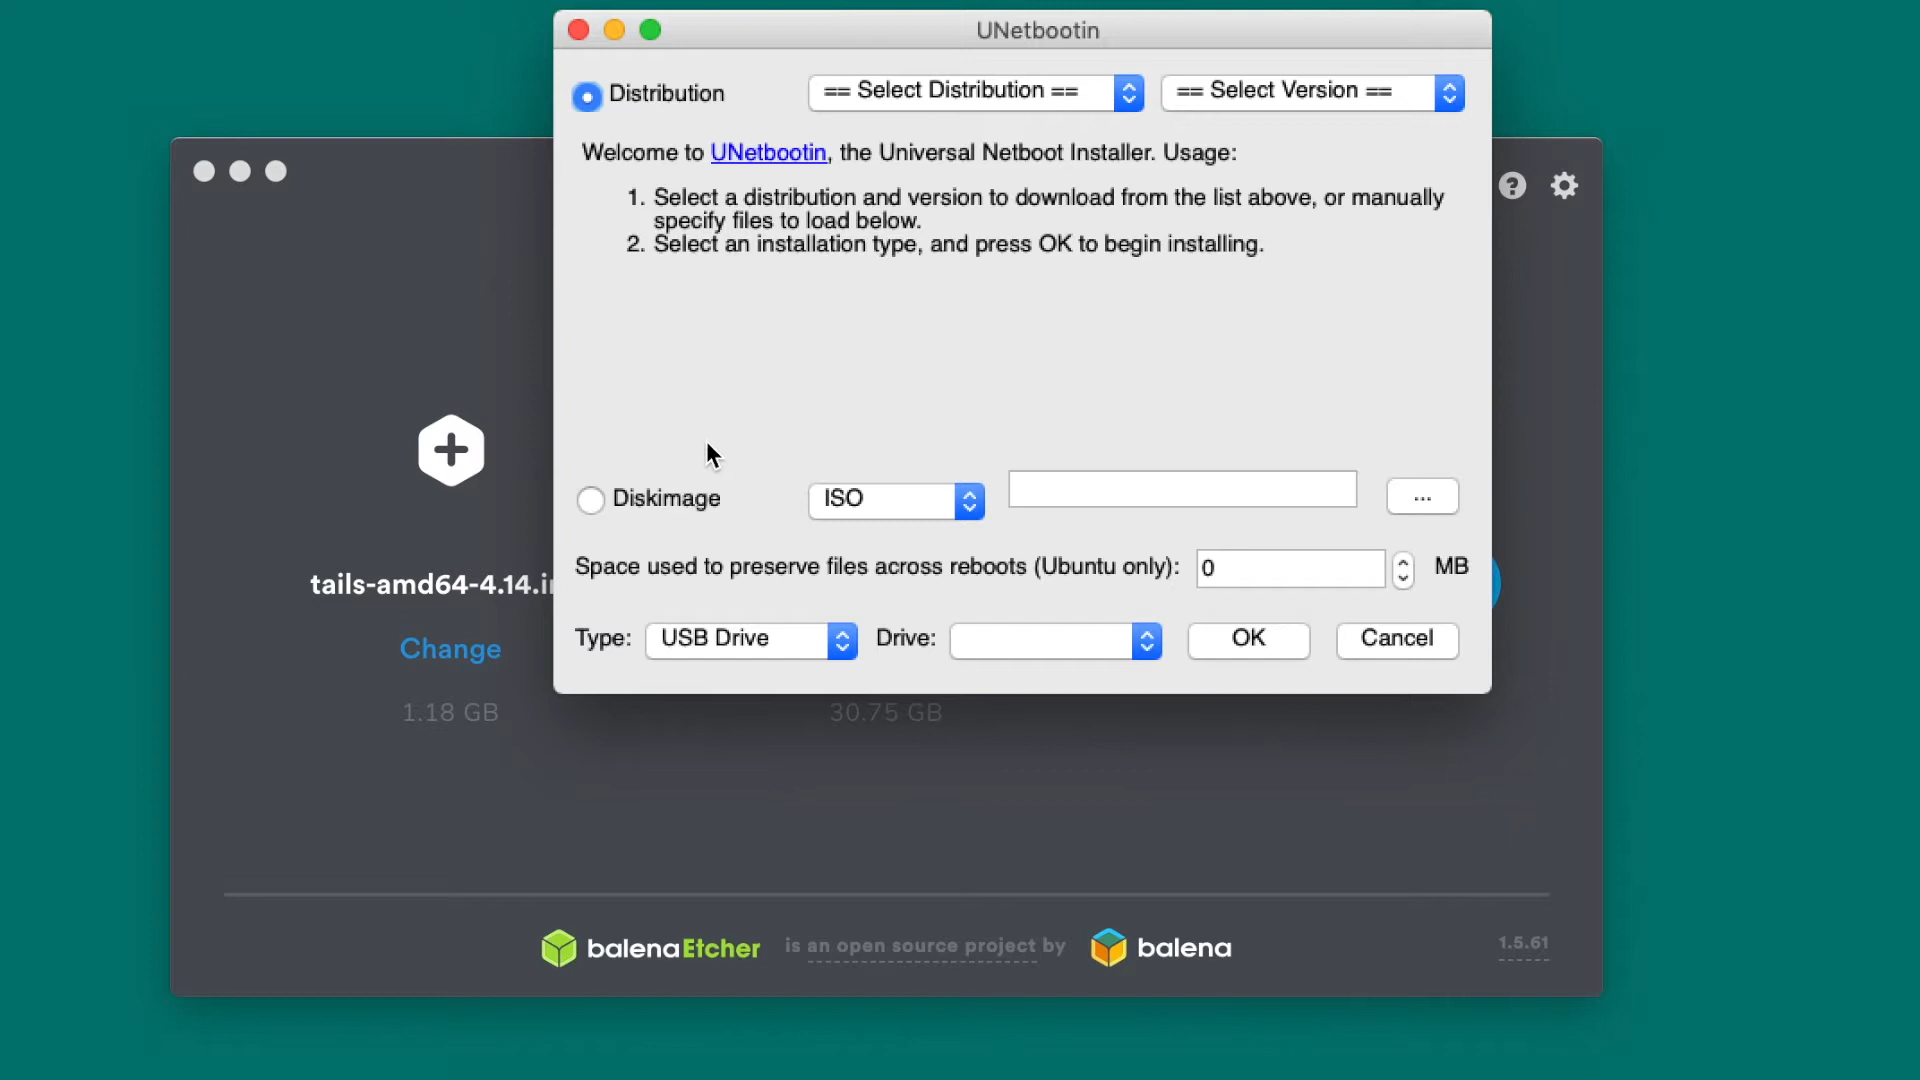 UNetbootin
Distribution
== Select Distribution ==
== Select Version ==
Welcome to UNetbootin, the Universal Netboot Installer. Usage:
1. Select a distribution and version to download from the list above, or manually
specify files to load below.
2. Select an installation type, and press OK to begin installing.
Diskimage
ISO
...
Space used to preserve files across reboots (Ubuntu only):
0
MB
Type:
USB Drive
Drive:
OK
Cancel
tails-amd64-4.14.i
Change
1.18 GB
30.75 GB
balenaEtcher is an open source project by balena
1.5.61